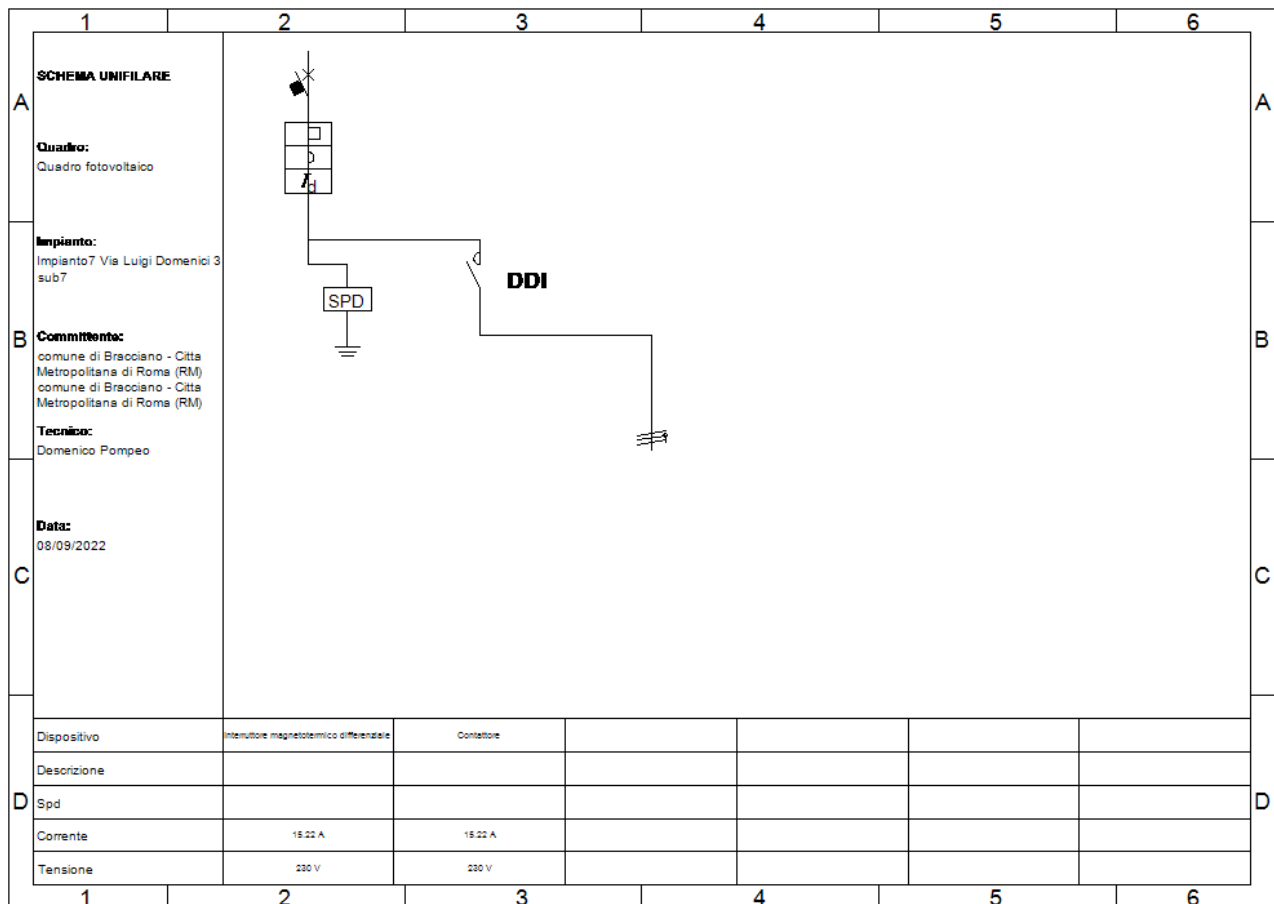 1 2 3 4 5 6
A A
SCHEMA UNIFILARE
Quadro:
Quadro fotovoltaico
Id
Impianto:
Impianto7 Via Luigi Domenici 3
sub7
DDI
SPD
B B
Committente:
comune di Bracciano - Citta
Metropolitana di Roma (RM)
comune di Bracciano - Citta
Metropolitana di Roma (RM)
Tecnico:
Domenico Pompeo
Data:
08/09/2022
C C
Dispositivo Interruttore magnetotermico differenziale Contattore
Descrizione
D D
Spd
Corrente 15.22 A 15.22 A
Tensione 230 V 230 V
1 2 3 4 5 6